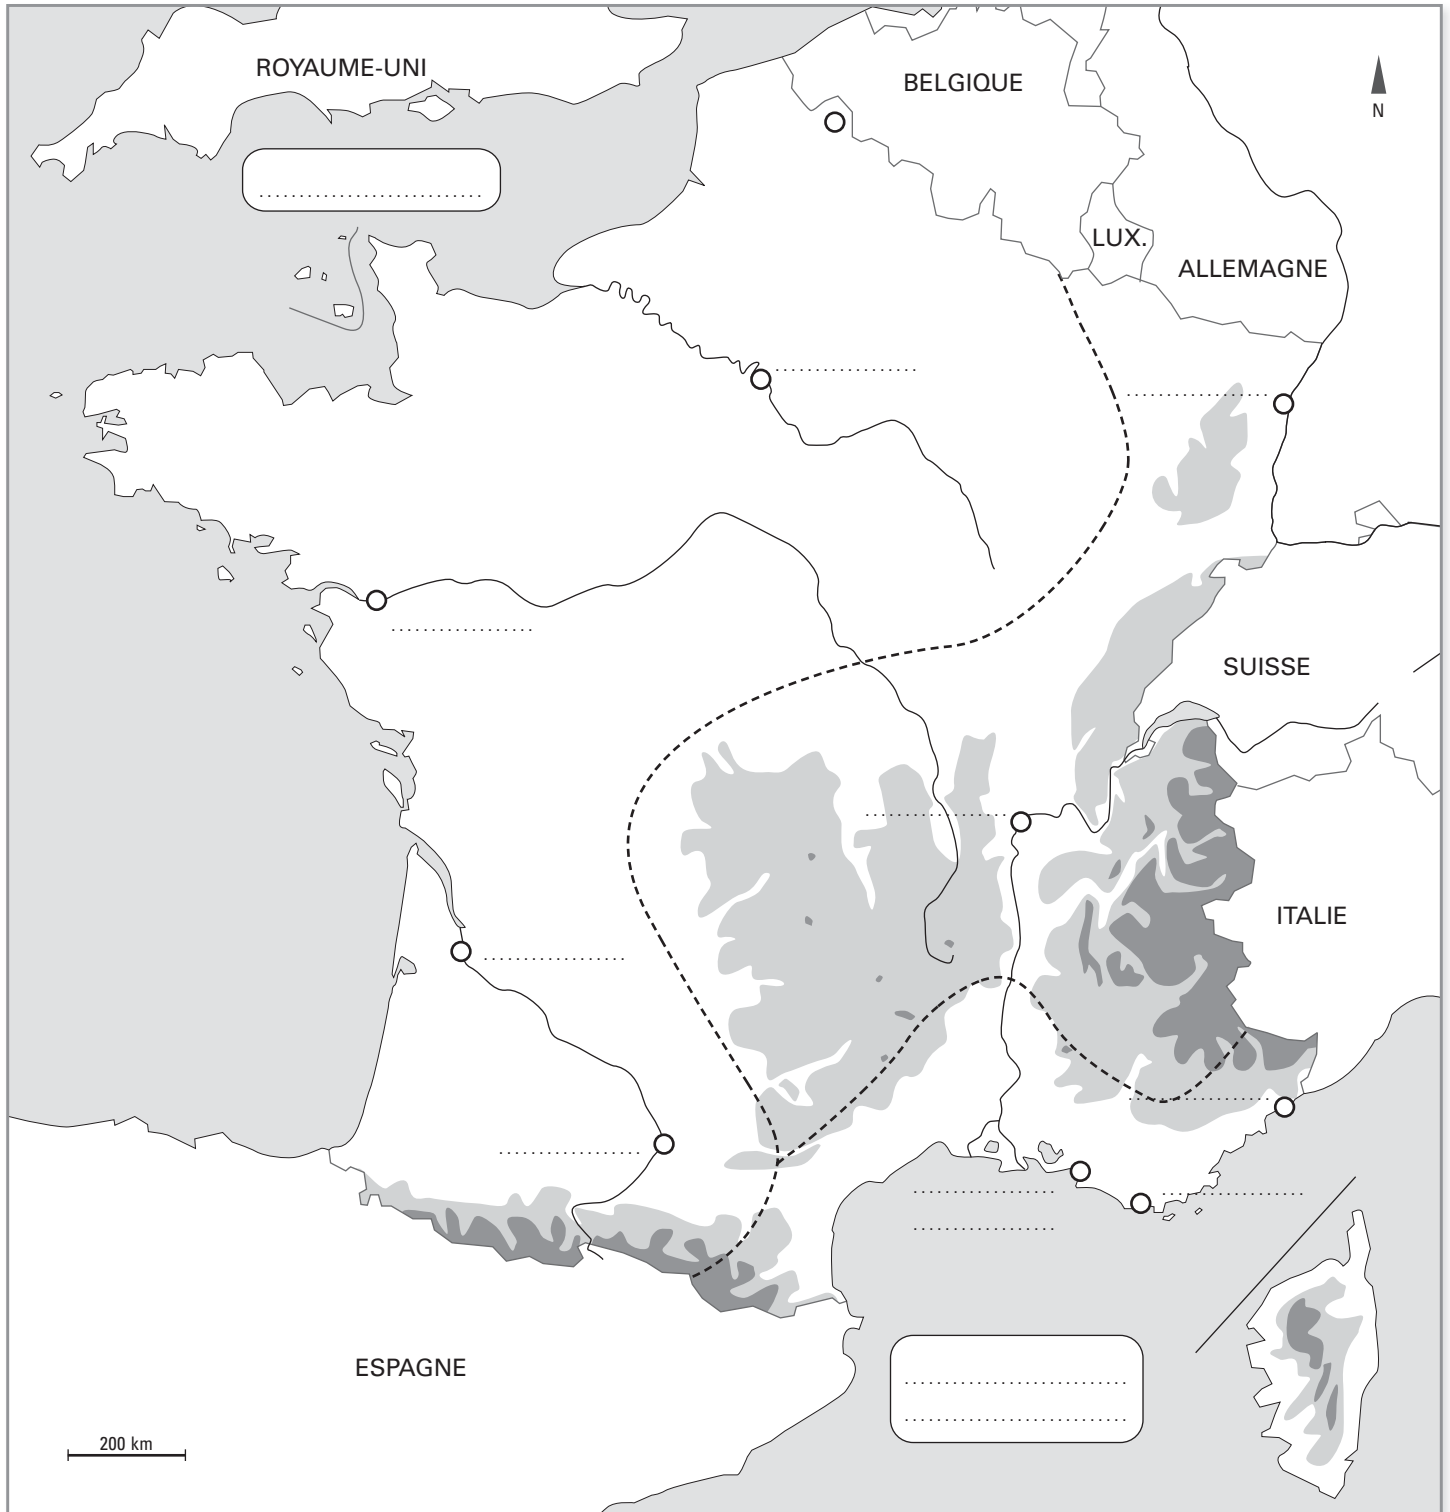 ROYAUME-UNI
BELGIQUE
N
LUX.
ALLEMAGNE
SUISSE
ITALIE
ESPAGNE
200 km